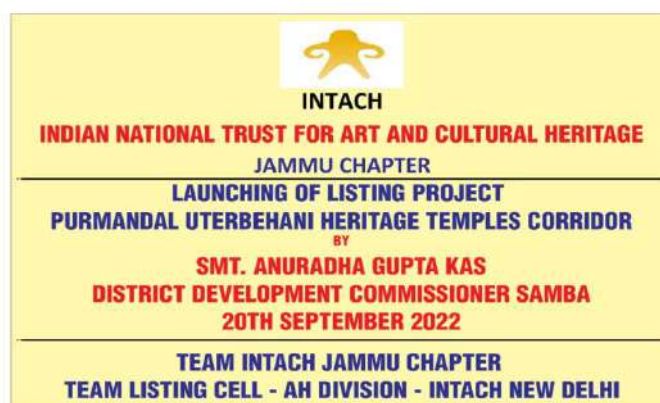 INTACH
INDIAN NATIONAL TRUST FOR ART AND CULTURAL HERITAGE
JAMMU CHAPTER
LAUNCHING OF LISTING PROJECT
PURMANDAL UTERBEHANI HERITAGE TEMPLES CORRIDOR
BY
SMT. ANURADHA GUPTA KAS
DISTRICT DEVELOPMENT COMMISSIONER SAMBA
20TH SEPTEMBER 2022
TEAM INTACH JAMMU CHAPTER
TEAM LISTING CELL - AH DIVISION - INTACH NEW DELHI